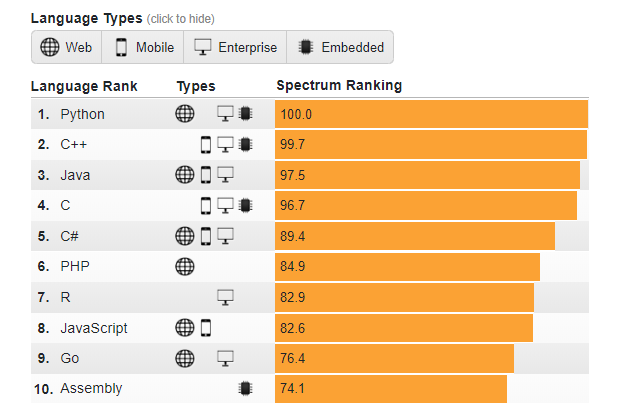 Language Types (click to hide)
Web Mobile Enterprise Embedded
Language Rank Types Spectrum Ranking
1. Python 100.0
2. C++ 99.7
3. Java 97.5
4. C 96.7
5. C# 89.4
6. PHP 84.9
7. R 82.9
8. JavaScript 82.6
9. Go 76.4
10. Assembly 74.1